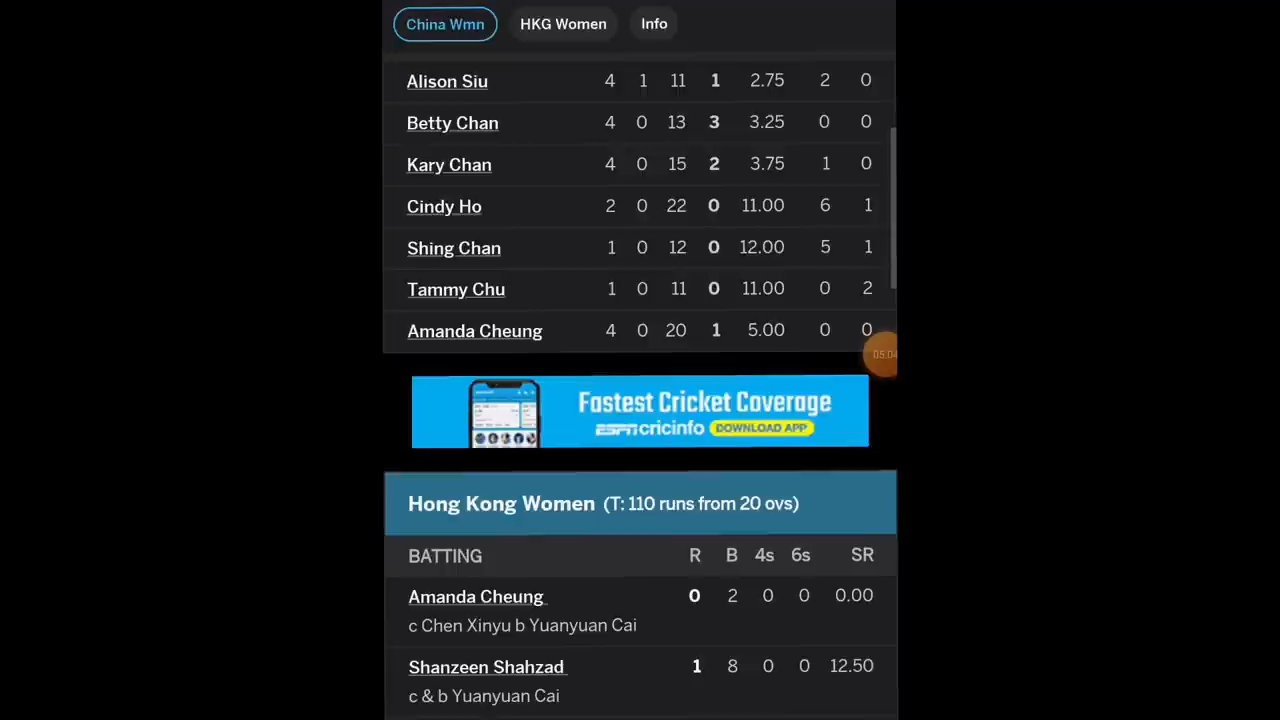 China Wmn HKG Women Info
Alison Siu 4 1 11 1 2.75 2 0
Betty Chan 4 0 13 3 3.25 0 0
Kary Chan 4 0 15 2 3.75 1 0
Cindy Ho 2 0 22 0 11.00 6 1
Shing Chan 1 0 12 0 12.00 5 1
Tammy Chu 1 0 11 0 11.00 0 2
Amanda Cheung 4 0 20 1 5.00 0 0
05:04
Fastest Cricket Coverage
ESPNcricinfo DOWNLOAD APP
Hong Kong Women (T: 110 runs from 20 ovs)
BATTING R B 4s 6s SR
Amanda Cheung 0 2 0 0 0.00
c Chen Xinyu b Yuanyuan Cai
Shanzeen Shahzad 1 8 0 0 12.50
c & b Yuanyuan Cai